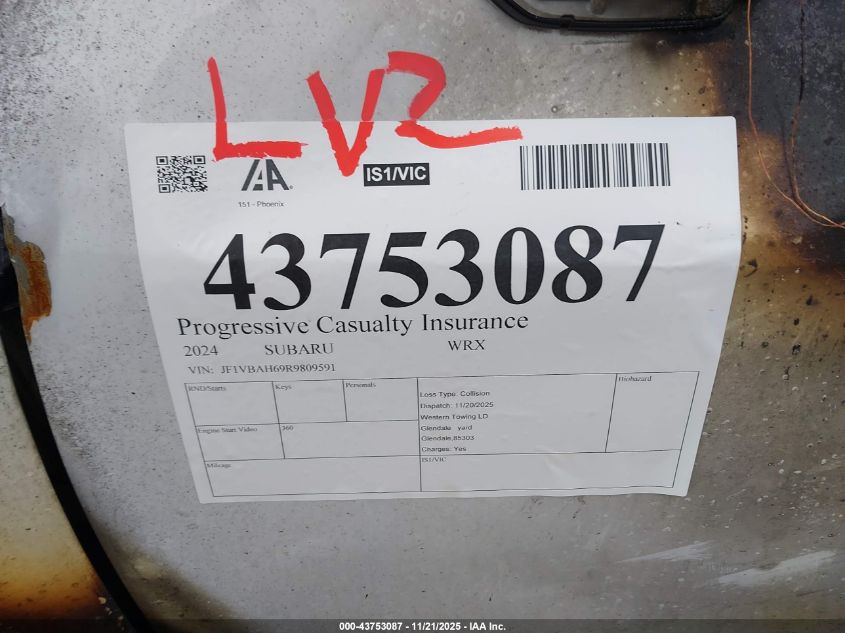 LVR
IAA
IS1/VIC
151 - Phoenix
43753087
Progressive Casualty Insurance
2024 SUBARU WRX
VIN: JF1VBAH69R9809591
RND/Starts Keys Personals
Loss Type: Collision
Biohazard
Dispatch: 11/20/2025
Western Towing LD
Engine Start Video 360
Glendale yard
Glendale,85303
Charges: Yes
Mileage IS1/VIC
000-43753087 - 11/21/2025 - IAA Inc.